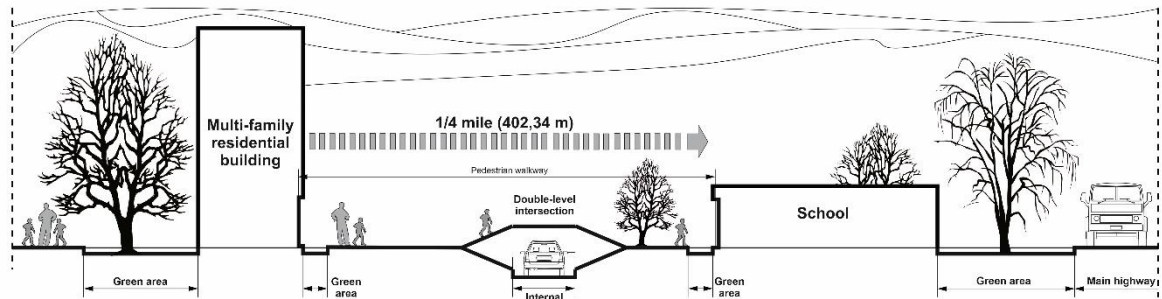 Multi-family
residential
building
1/4 mile (402,34 m)
Pedestrian walkway
Double-level
intersection
School
Green area
Green
area
Internal
Green
area
Green area
Main highway